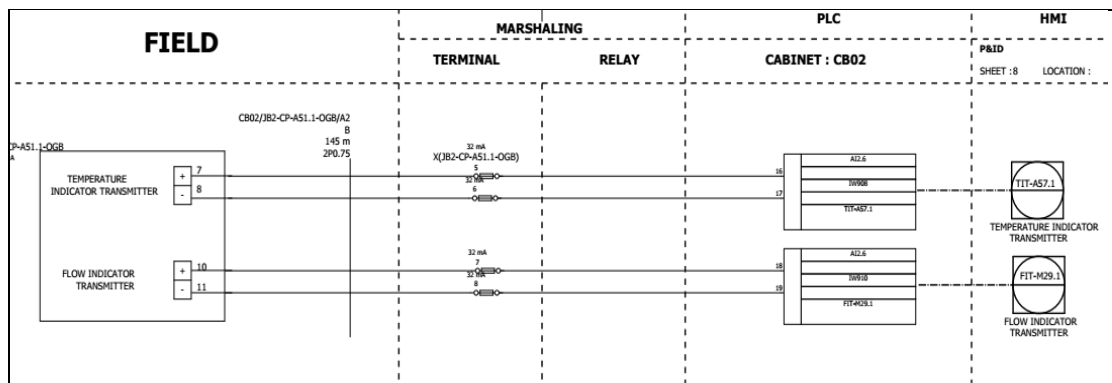 FIELD
MARSHALING
PLC
HMI
TERMINAL
RELAY
CABINET : CB02
P&ID
SHEET :8 LOCATION :
CB02/JB2-CP-A51.1-OGB/A2
B
145 m
2P0.75
CP-A51.1-OGB
TEMPERATURE
INDICATOR TRANSMITTER
+ 7
- 8
32 mA
X(JB2-CP-A51.1-OGB)
5
32 mA
6
16
17
AI2.6
IW908
TIT-A57.1
TIT-A57.1
TEMPERATURE INDICATOR
TRANSMITTER
FLOW INDICATOR
TRANSMITTER
+ 10
- 11
32 mA
7
32 mA
8
18
19
AI2.6
IW910
FIT-M29.1
FIT-M29.1
FLOW INDICATOR
TRANSMITTER